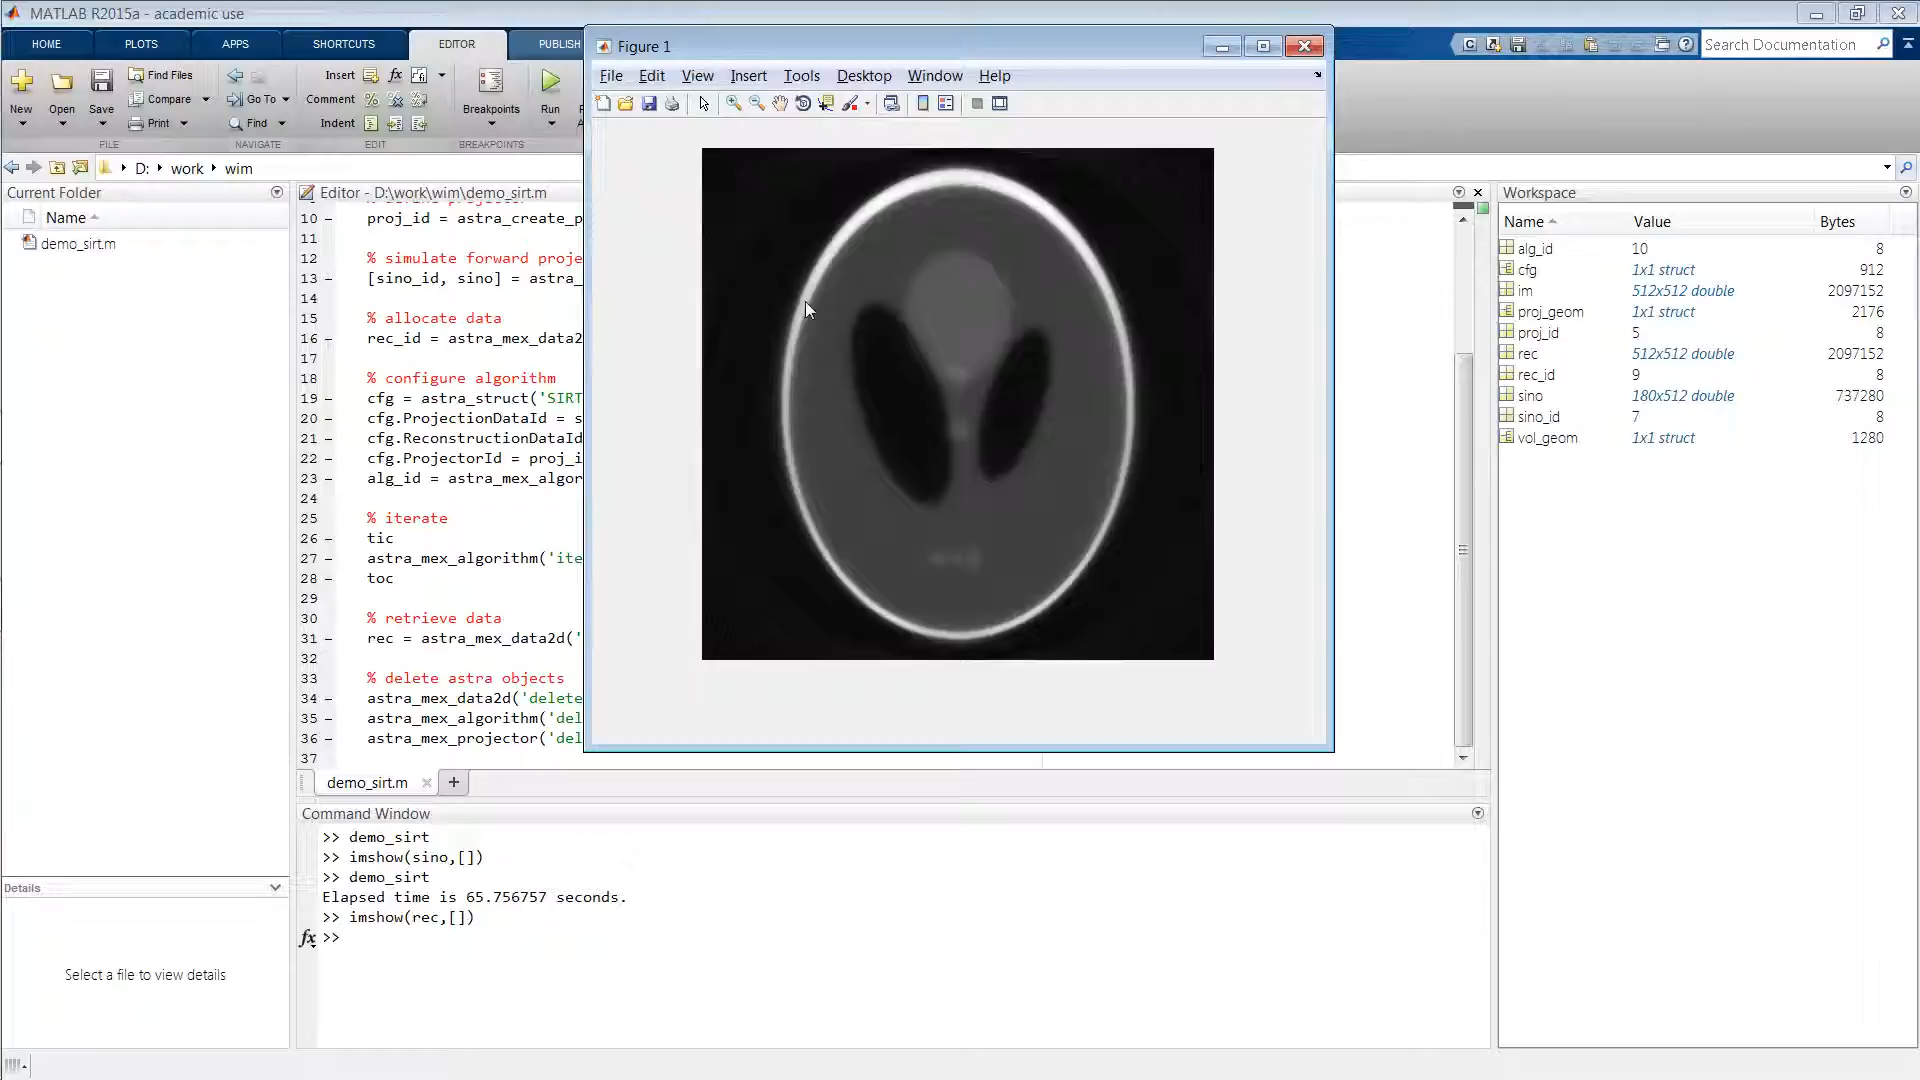 MATLAB R2015a - academic use
HOME PLOTS APPS SHORTCUTS EDITOR PUBLISH
Search Documentation
New Open Save
Find Files
Compare
Print
FILE
Go To
Find
NAVIGATE
Insert
Comment
Indent
EDIT
Breakpoints
BREAKPOINTS
Run
D: work wim
Current Folder
Name
demo_sirt.m
Details
Select a file to view details
Editor - D:\work\wim\demo_sirt.m
10 – proj_id = astra_create_p
11
12 % simulate forward proje
13 – [sino_id, sino] = astra_
14
15 % allocate data
16 – rec_id = astra_mex_data2
17
18 % configure algorithm
19 – cfg = astra_struct('SIRT
20 – cfg.ProjectionDataId = s
21 – cfg.ReconstructionDataId
22 – cfg.ProjectorId = proj_i
23 – alg_id = astra_mex_algor
24
25 % iterate
26 – tic
27 – astra_mex_algorithm('ite
28 – toc
29
30 % retrieve data
31 – rec = astra_mex_data2d('
32
33 % delete astra objects
34 – astra_mex_data2d('delete
35 – astra_mex_algorithm('del
36 – astra_mex_projector('del
37
demo_sirt.m
Figure 1
File Edit View Insert Tools Desktop Window Help
Command Window
>> demo_sirt
>> imshow(sino,[])
>> demo_sirt
Elapsed time is 65.756757 seconds.
>> imshow(rec,[])
fx >>
Workspace
Name Value Bytes
alg_id 10 8
cfg 1x1 struct 912
im 512x512 double 2097152
proj_geom 1x1 struct 2176
proj_id 5 8
rec 512x512 double 2097152
rec_id 9 8
sino 180x512 double 737280
sino_id 7 8
vol_geom 1x1 struct 1280